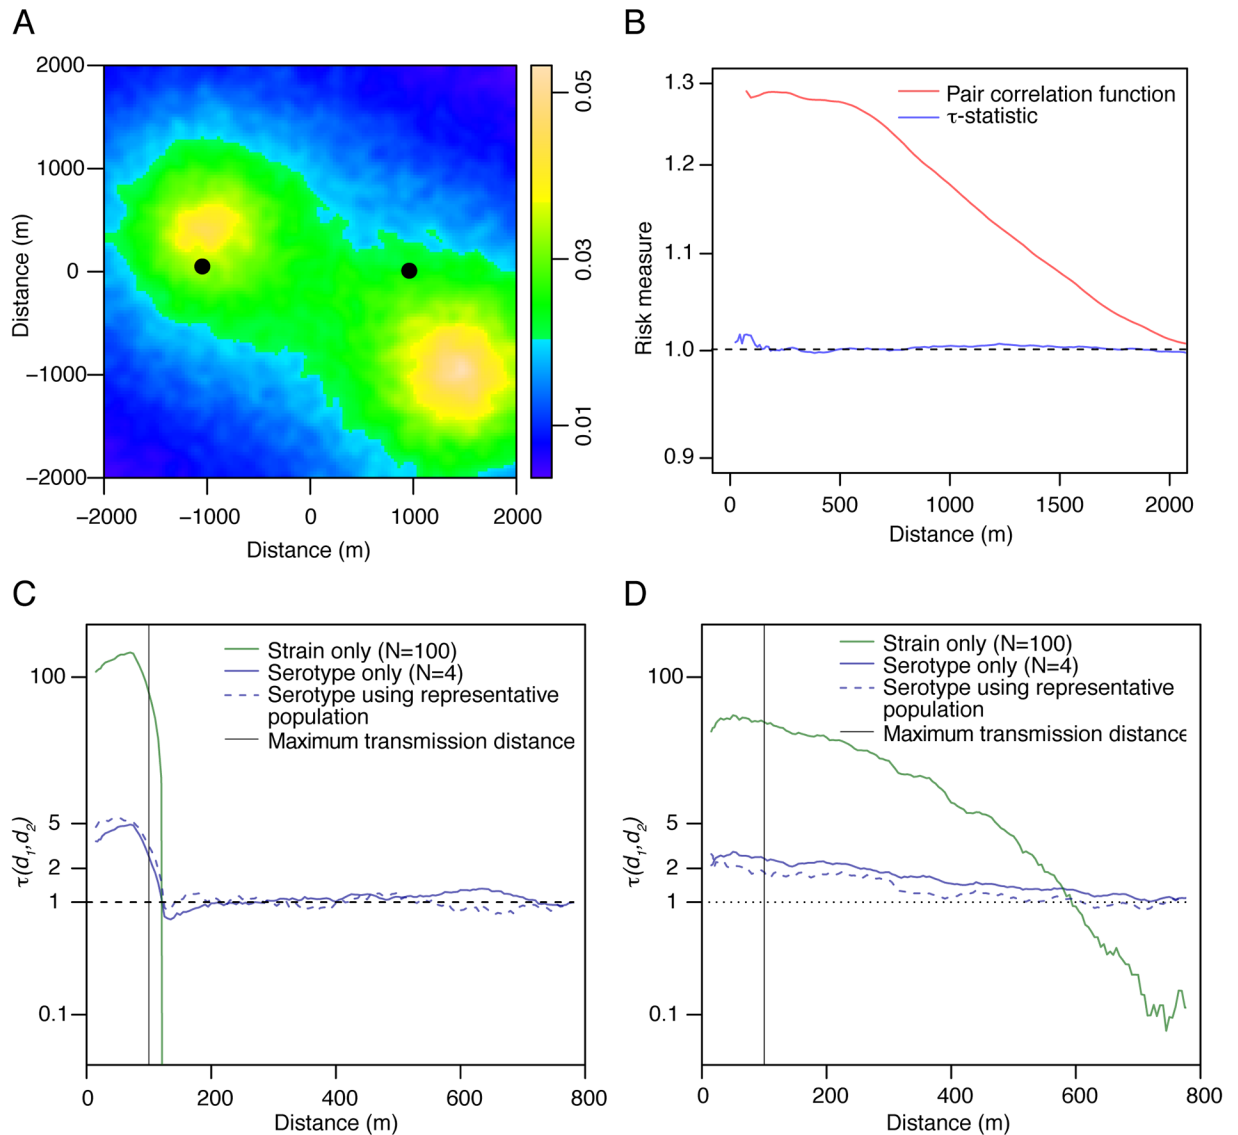 A
2000
1000
0
−1000
−2000
Distance (m)
−2000
−1000
0
1000
2000
Distance (m)
0.05
0.03
0.01
B
1.3
1.2
1.1
1.0
0.9
Risk measure
Pair correlation function
τ-statistic
0
500
1000
1500
2000
Distance (m)
C
100
5
2
1
0.1
τ(d1,d2)
Strain only (N=100)
Serotype only (N=4)
Serotype using representative
population
Maximum transmission distance
0
200
400
600
800
Distance (m)
D
100
5
2
1
0.1
τ(d1,d2)
Strain only (N=100)
Serotype only (N=4)
Serotype using representative
population
Maximum transmission distance
0
200
400
600
800
Distance (m)